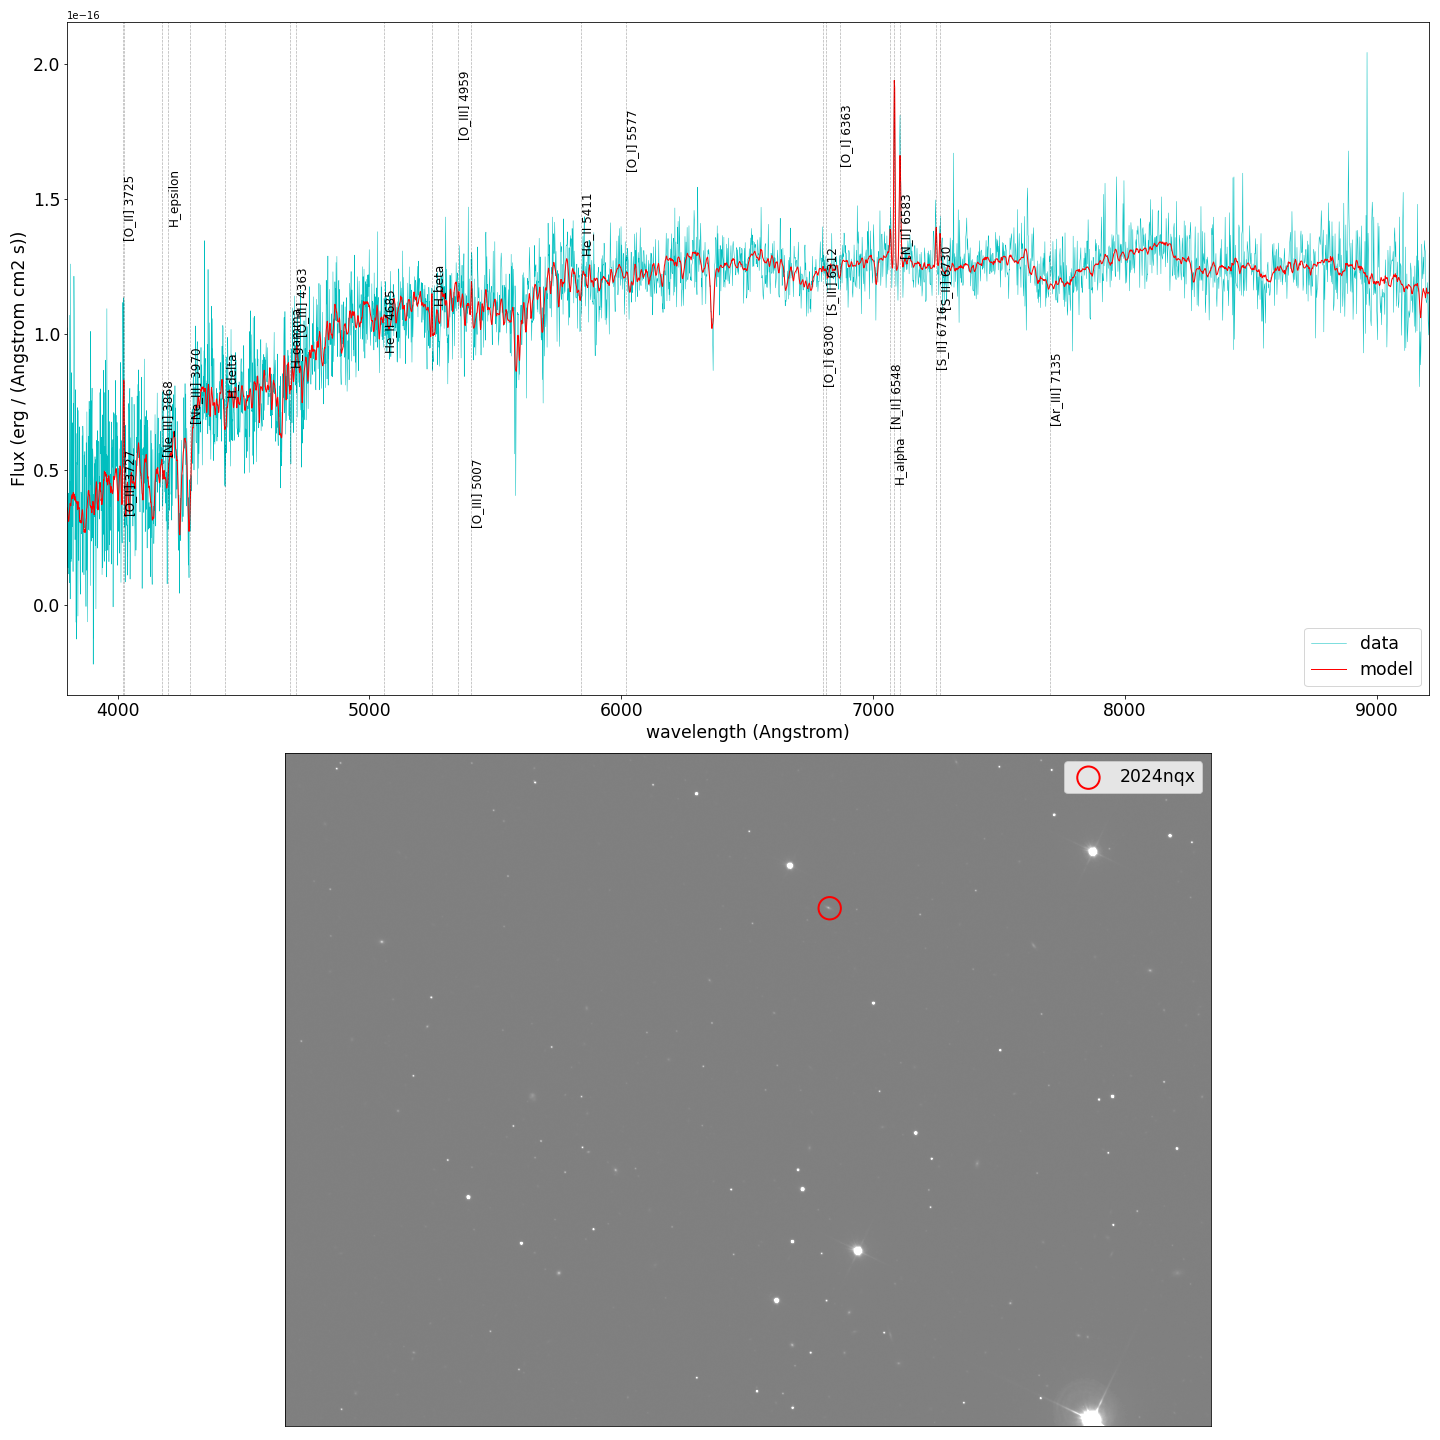 1e−16
Flux (erg / (Angstrom cm2 s))
2.0
1.5
1.0
0.5
0.0
[O_II] 3725
[O_II] 3727
[Ne_III] 3868
H_epsilon
[Ne_III] 3970
H_delta
H_gamma
[O_III] 4363
He_II 4685
H_beta
[O_III] 4959
[O_III] 5007
He_II 5411
[O_I] 5577
[O_I] 6300
[S_III] 6312
[O_I] 6363
[N_II] 6548
H_alpha
[N_II] 6583
[S_II] 6716
[S_II] 6730
[Ar_III] 7135
data
model
4000 5000 6000 7000 8000 9000
wavelength (Angstrom)
2024nqx